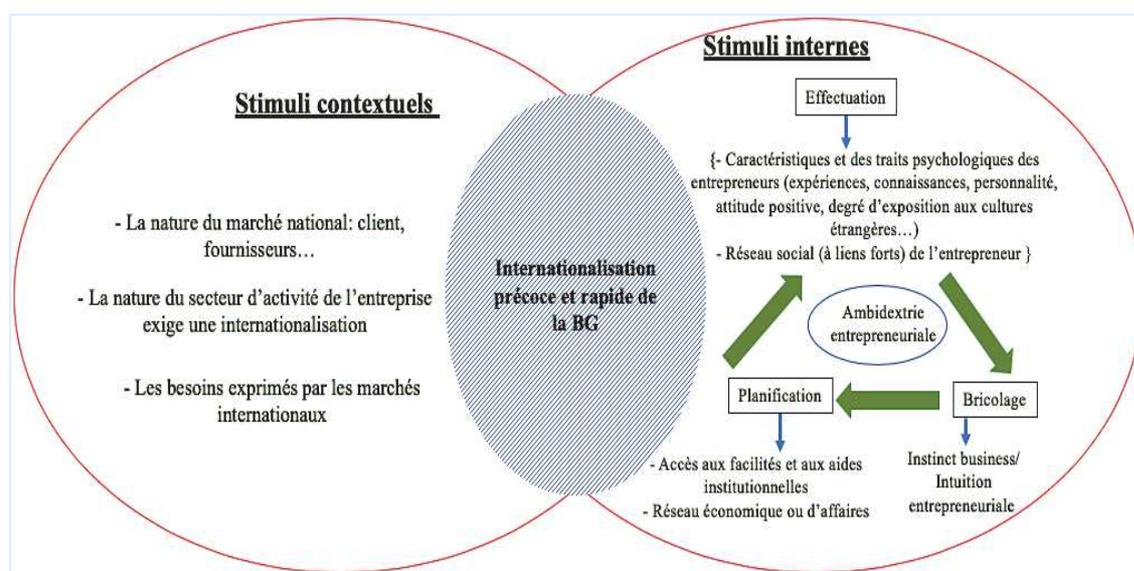 Stimuli contextuels
- La nature du marché national: client,
fournisseurs…
- La nature du secteur d’activité de l’entreprise
exige une internationalisation
- Les besoins exprimés par les marchés
internationaux
Internationalisation
précoce et rapide de
la BG
Stimuli internes
Effectuation
{- Caractéristiques et des traits psychologiques des
entrepreneurs (expériences, connaissances, personnalité,
attitude positive, degré d’exposition aux cultures
étrangères…)
- Réseau social (à liens forts) de l’entrepreneur }
Ambidextrie
entrepreneuriale
Planification
Bricolage
- Accès aux facilités et aux aides
institutionnelles
- Réseau économique ou d’affaires
Instinct business/
Intuition
entrepreneuriale